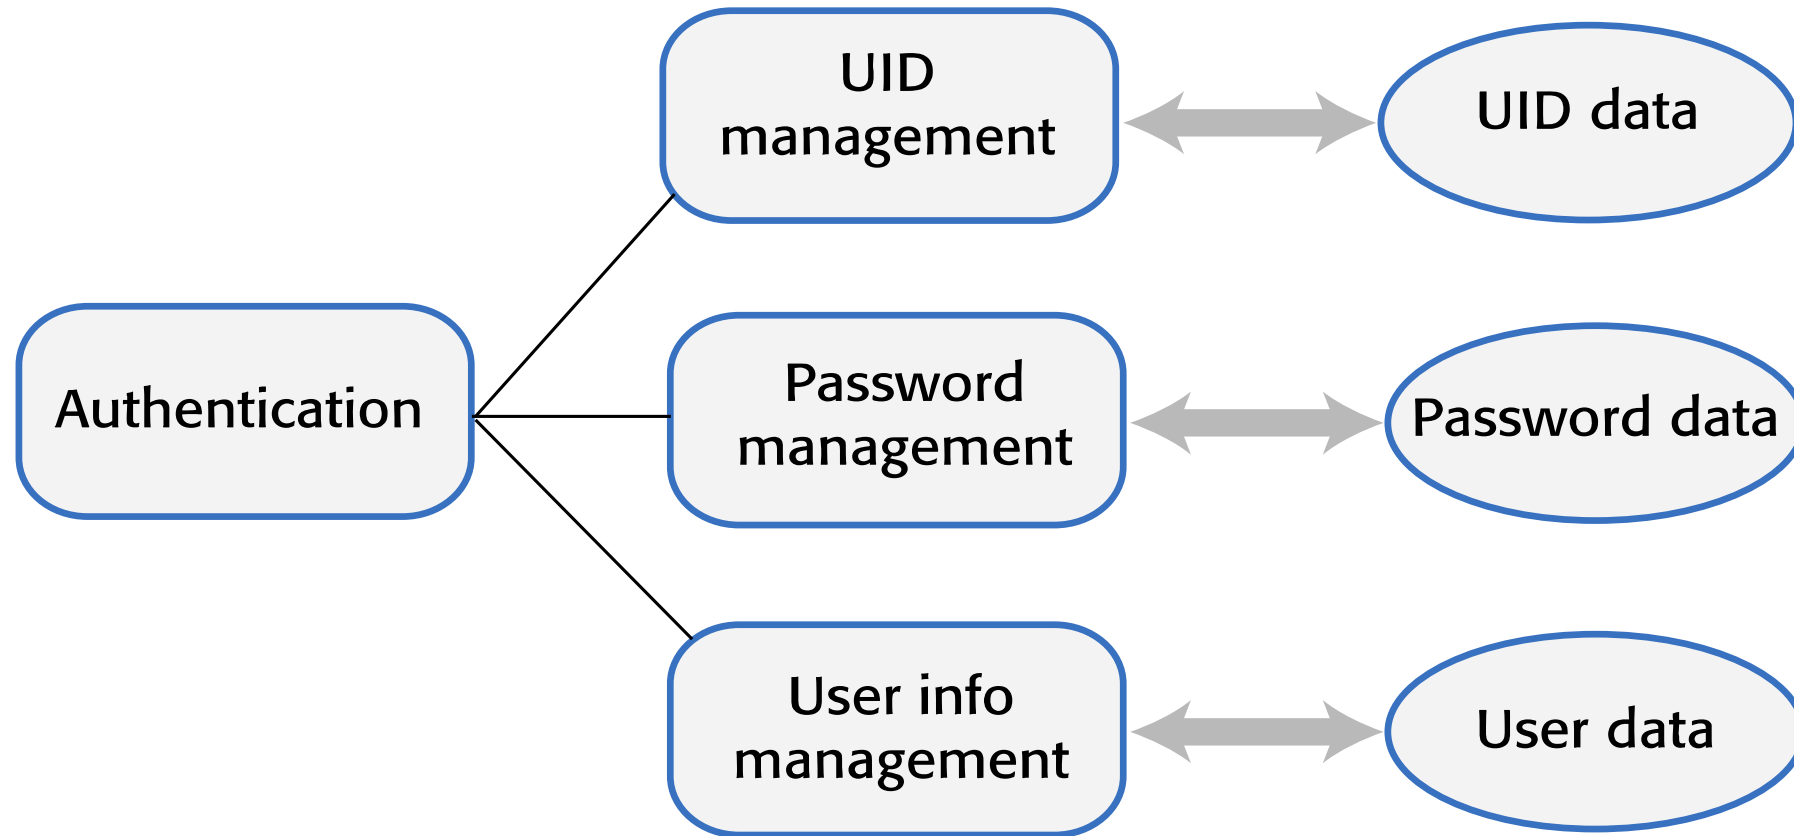 UID
management
UID data
Authentication
Password
management
Password data
User info
management
User data